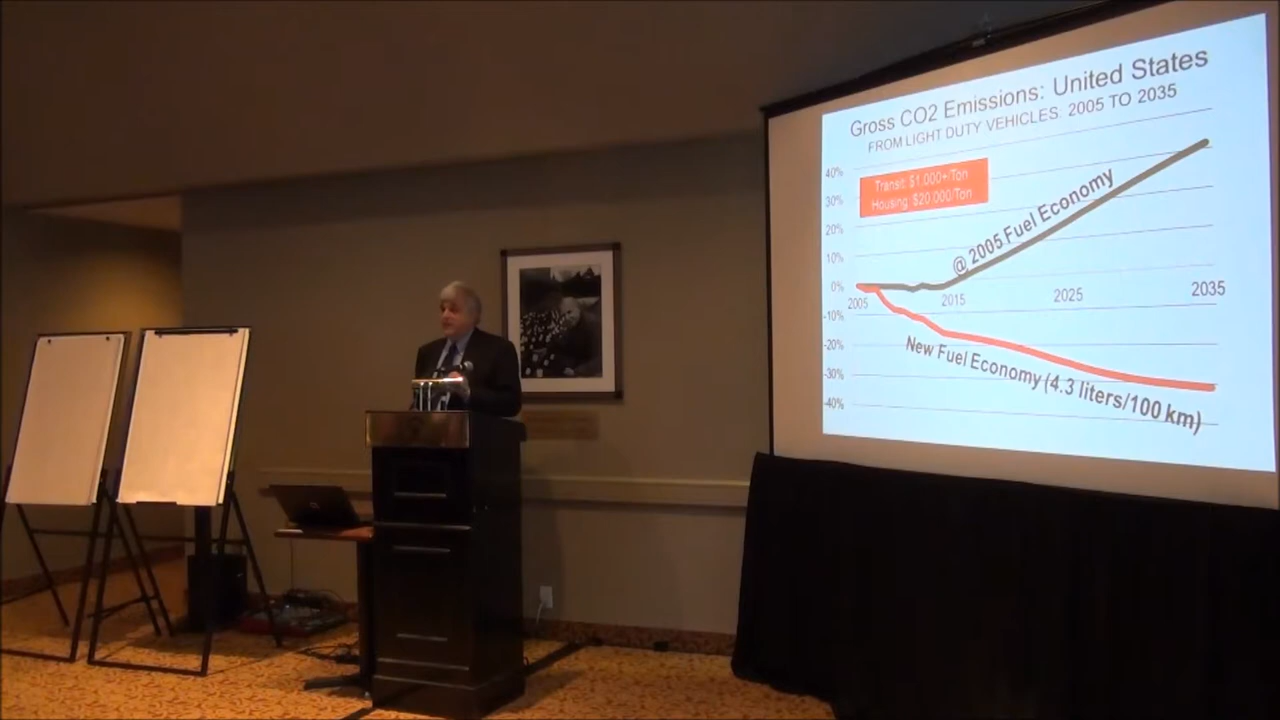 Gross CO2 Emissions: United States
FROM LIGHT DUTY VEHICLES: 2005 TO 2035
40%
Transit: $1,000+/Ton
Housing: $20,000/Ton
30%
20%
10%
0%
-10%
-20%
-30%
-40%
@ 2005 Fuel Economy
2005
2015
2025
2035
New Fuel Economy (4.3 liters/100 km)